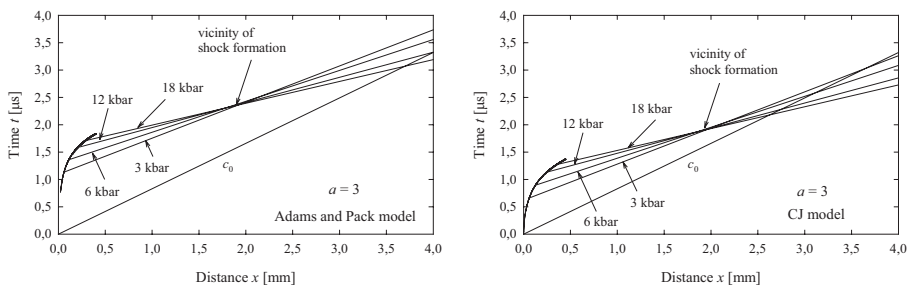 4,0
3,5
3,0
2,5
2,0
1,5
1,0
0,5
0,0
Time t [µs]
vicinity of
shock formation
12 kbar
18 kbar
6 kbar
3 kbar
c0
a = 3
Adams and Pack model
0,0 0,5 1,0 1,5 2,0 2,5 3,0 3,5 4,0
Distance x [mm]
4,0
3,5
3,0
2,5
2,0
1,5
1,0
0,5
0,0
Time t [µs]
vicinity of
shock formation
12 kbar
18 kbar
6 kbar
3 kbar
c0
a = 3
CJ model
0,0 0,5 1,0 1,5 2,0 2,5 3,0 3,5 4,0
Distance x [mm]